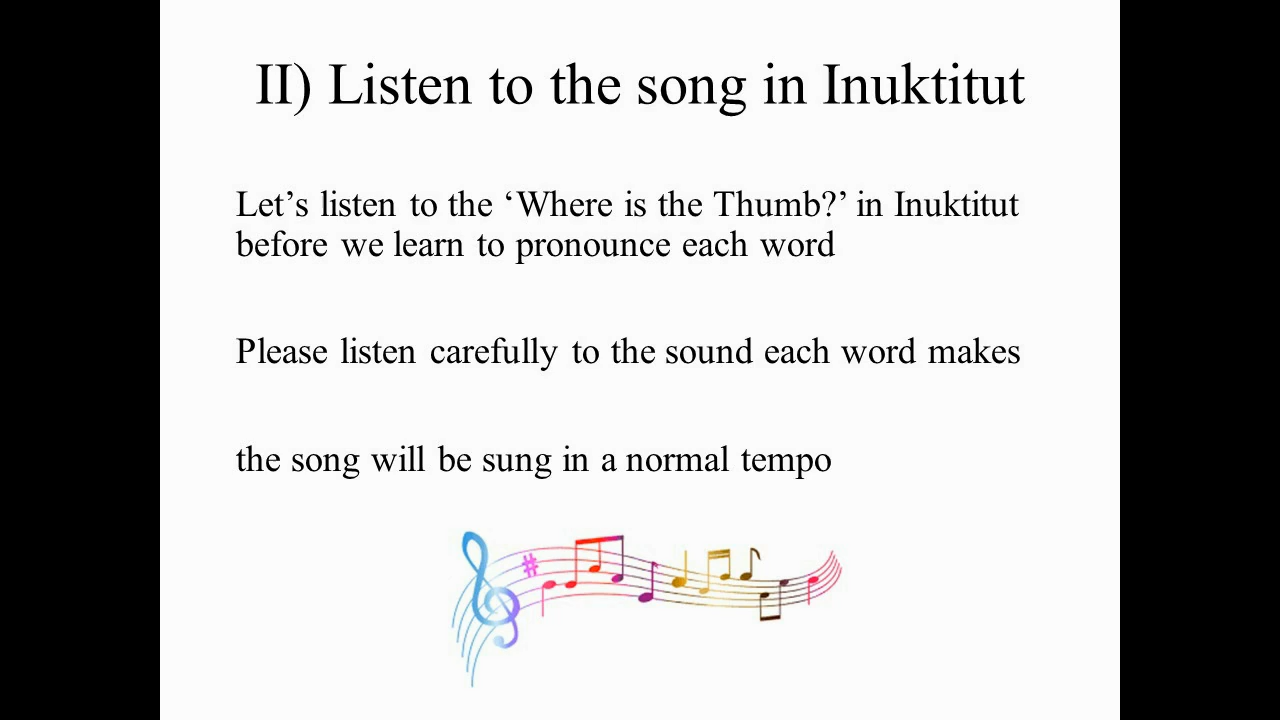 II) Listen to the song in Inuktitut
Let’s listen to the ‘Where is the Thumb?’ in Inuktitut
before we learn to pronounce each word
Please listen carefully to the sound each word makes
the song will be sung in a normal tempo